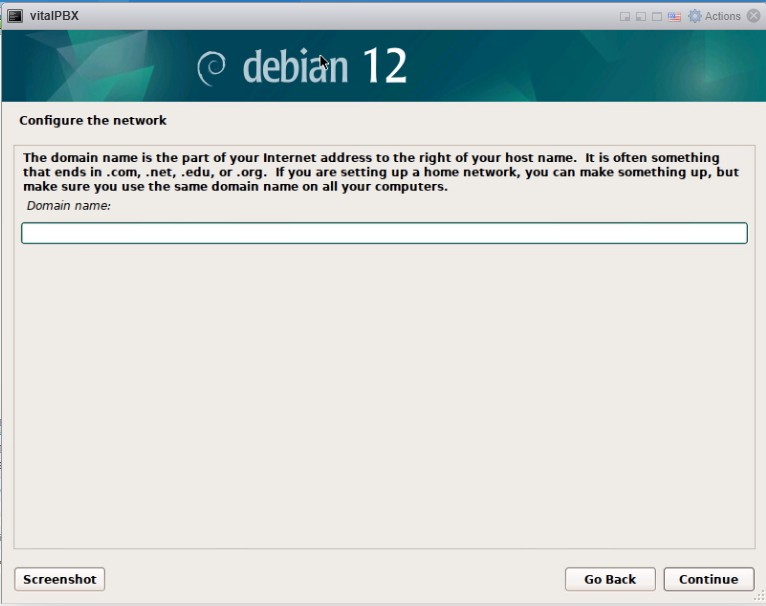 vitalPBX
Actions
debian 12
Configure the network
The domain name is the part of your Internet address to the right of your host name.  It is often something
that ends in .com, .net, .edu, or .org.  If you are setting up a home network, you can make something up, but
make sure you use the same domain name on all your computers.
Domain name:
Screenshot
Go Back
Continue